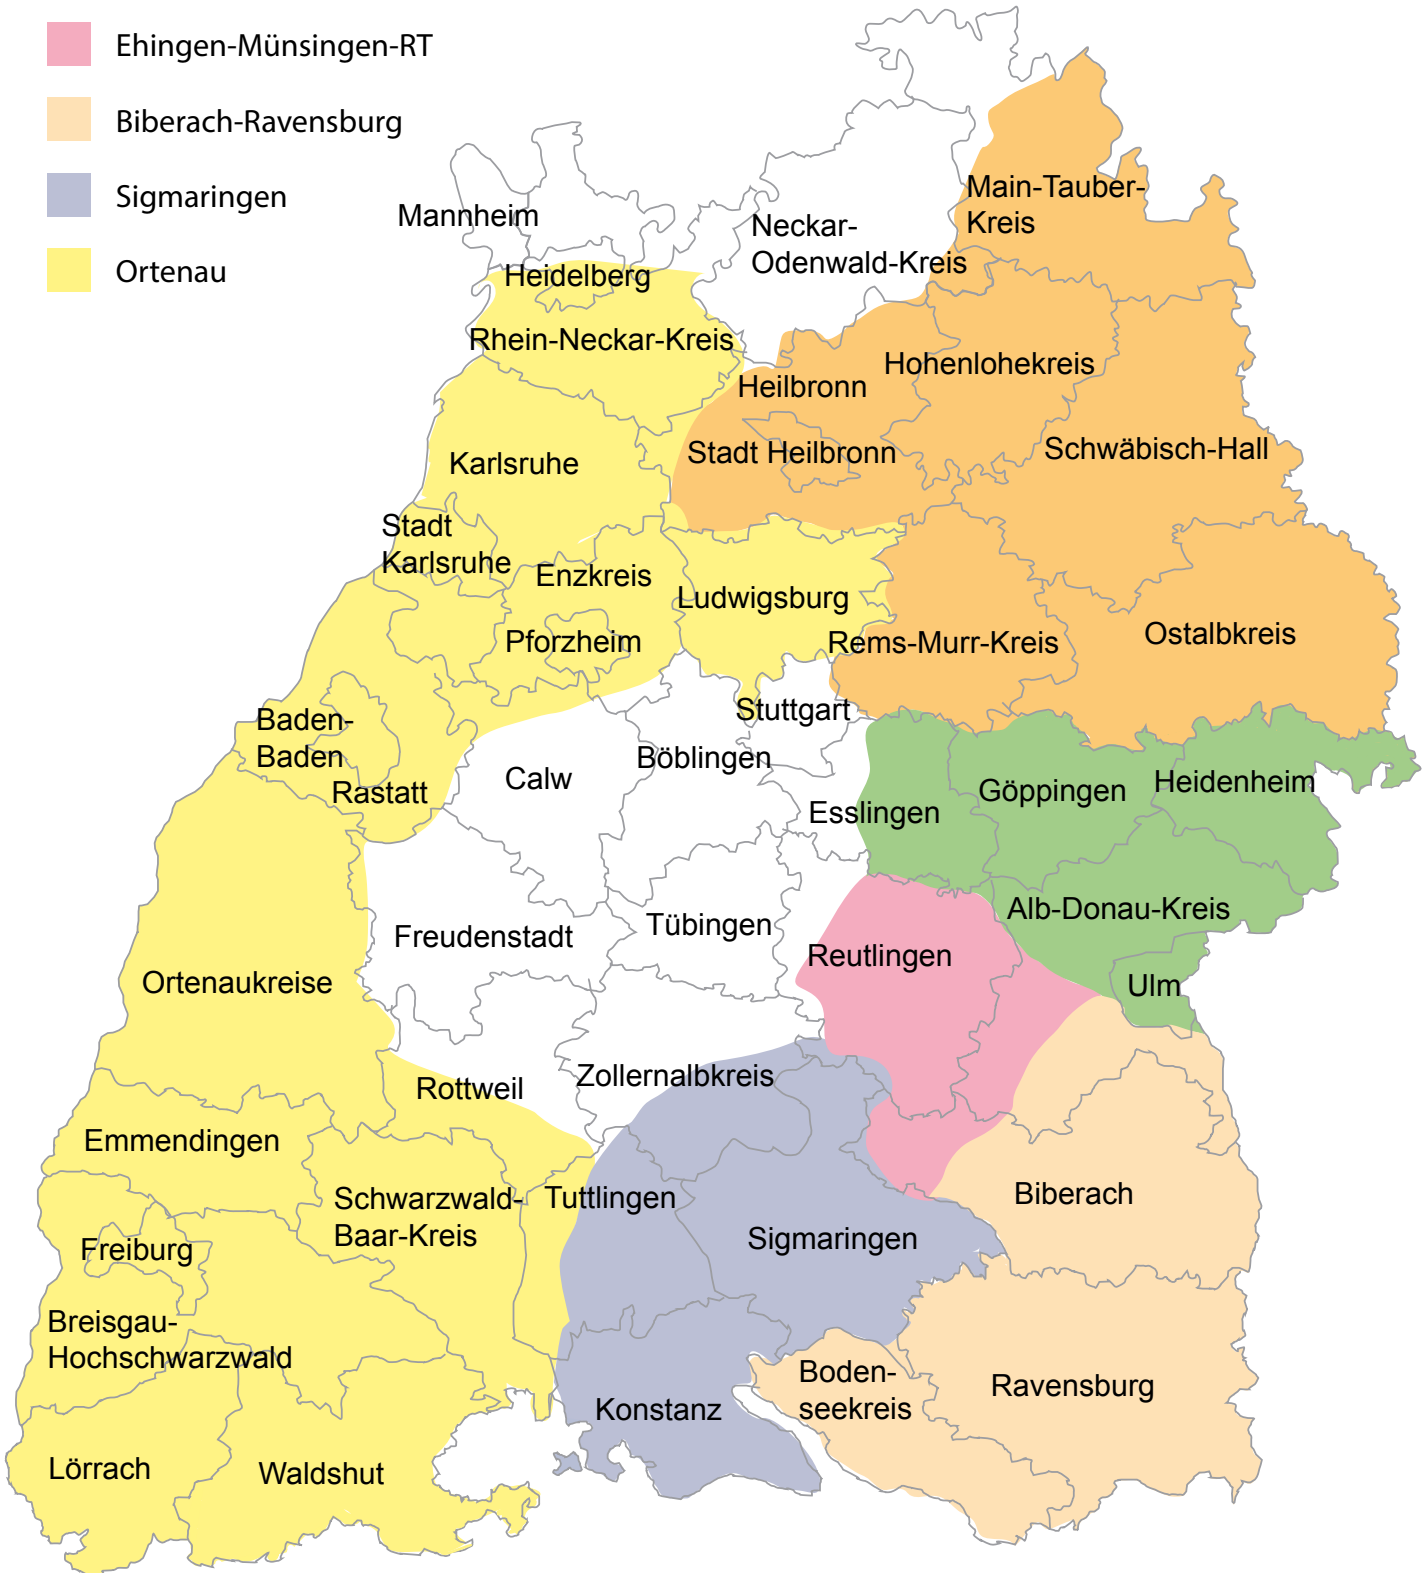 Ehingen-Münsingen-RT
Biberach-Ravensburg
Sigmaringen
Ortenau
Main-Tauber-
Kreis
Mannheim
Neckar-
Odenwald-Kreis
Heidelberg
Rhein-Neckar-Kreis
Hohenlohekreis
Heilbronn
Stadt Heilbronn
Schwäbisch-Hall
Karlsruhe
Stadt
Karlsruhe
Enzkreis
Ludwigsburg
Pforzheim
Rems-Murr-Kreis
Ostalbkreis
Baden-
Baden
Stuttgart
Böblingen
Calw
Rastatt
Esslingen
Göppingen
Heidenheim
Alb-Donau-Kreis
Freudenstadt
Tübingen
Reutlingen
Ortenaukreise
Ulm
Rottweil
Zollernalbkreis
Emmendingen
Schwarzwald-
Baar-Kreis
Tuttlingen
Biberach
Sigmaringen
Freiburg
Breisgau-
Hochschwarzwald
Boden-
seekreis
Ravensburg
Konstanz
Lörrach
Waldshut